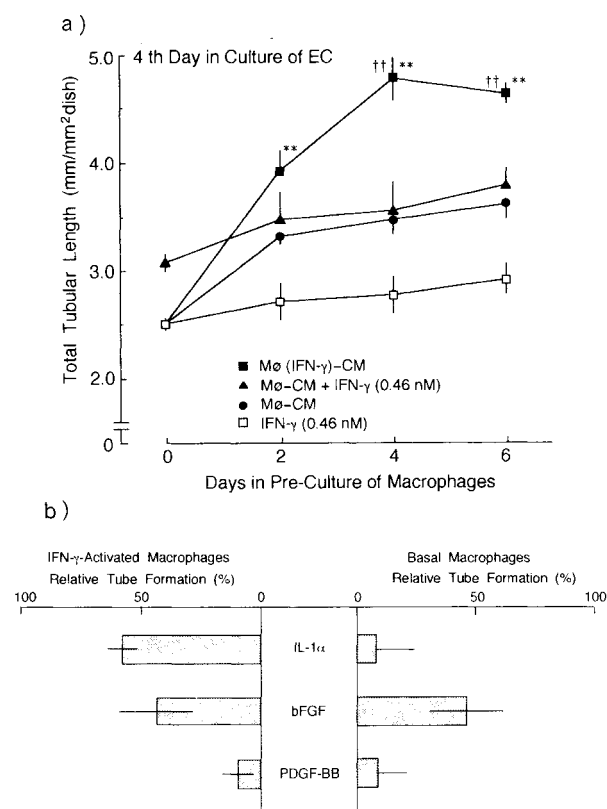 a)
4 th Day in Culture of EC
Total Tubular Length (mm/mm²dish)
5.0
4.0
3.0
2.0
0
**
†† **
†† **
■ Mø (IFN-γ)-CM
▲ Mø-CM + IFN-γ (0.46 nM)
● Mø-CM
□ IFN-γ (0.46 nM)
0 2 4 6
Days in Pre-Culture of Macrophages
b)
IFN-γ-Activated Macrophages Basal Macrophages
Relative Tube Formation (%) Relative Tube Formation (%)
100 50 0 0 50 100
IL-1α
bFGF
PDGF-BB